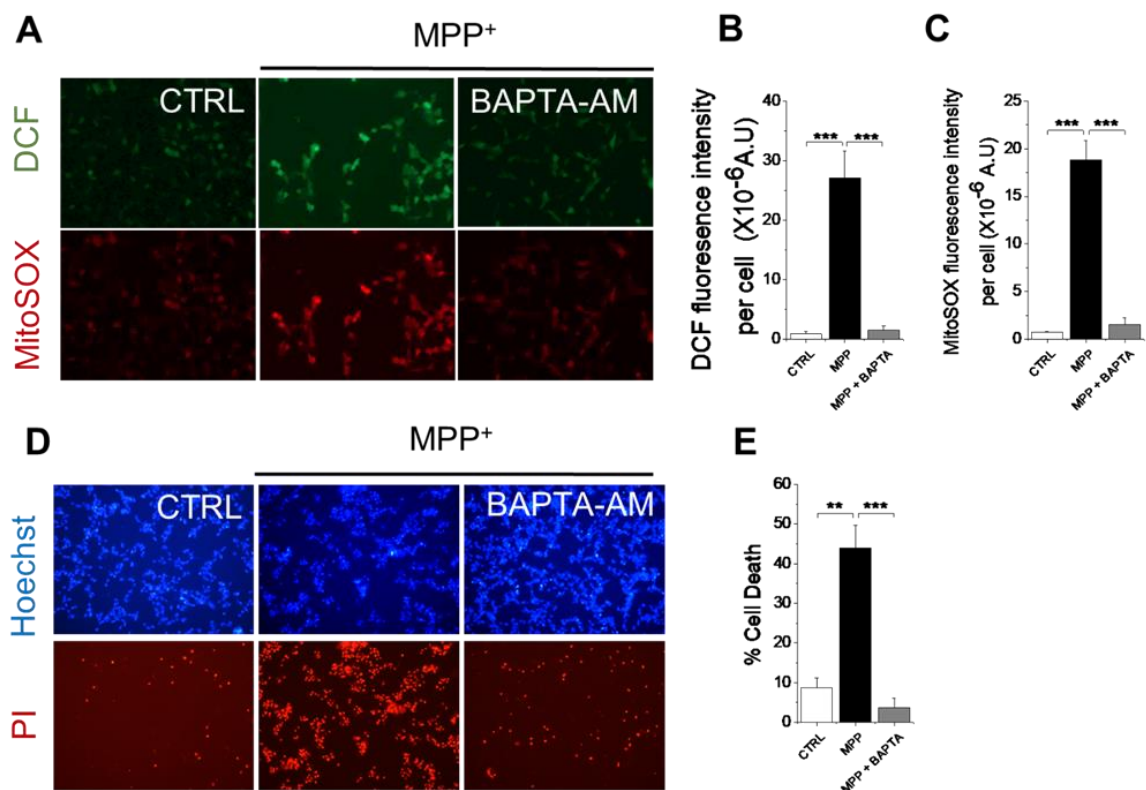 A
MPP+
CTRL
BAPTA-AM
DCF
MitoSOX
B
DCF fluoresence intensity
per cell (X10-6A.U)
40
30
20
10
0
***
***
CTRL
MPP
MPP + BAPTA
C
MitoSOX fluorescence intensity
per cell (X10-6 A.U)
25
20
15
10
5
0
***
***
CTRL
MPP
MPP + BAPTA
D
MPP+
CTRL
BAPTA-AM
Hoechst
PI
E
% Cell Death
60
50
40
30
20
10
0
**
***
CTRL
MPP
MPP + BAPTA